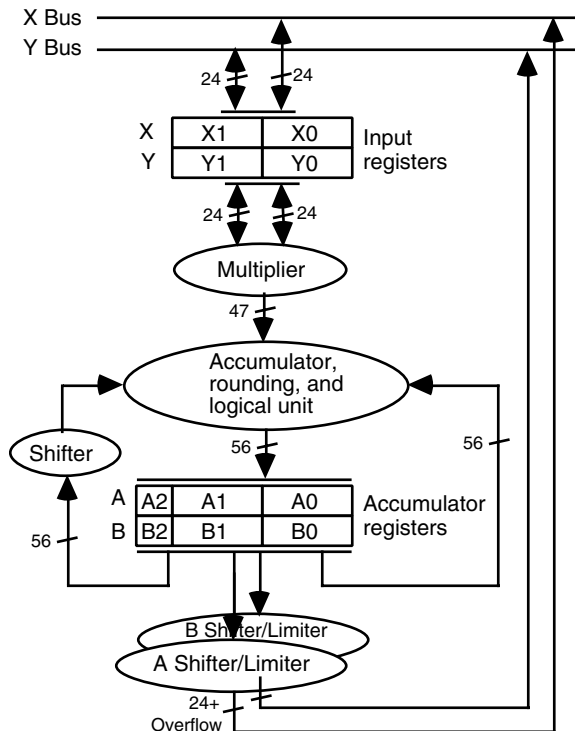 X Bus
Y Bus
24
24
X X1 X0
Y Y1 Y0
Input
registers
24
24
Multiplier
47
Accumulator,
rounding, and
logical unit
Shifter
56
56
56
A A2 A1 A0
B B2 B1 B0
Accumulator
registers
B Shifter/Limiter
A Shifter/Limiter
24+
Overflow